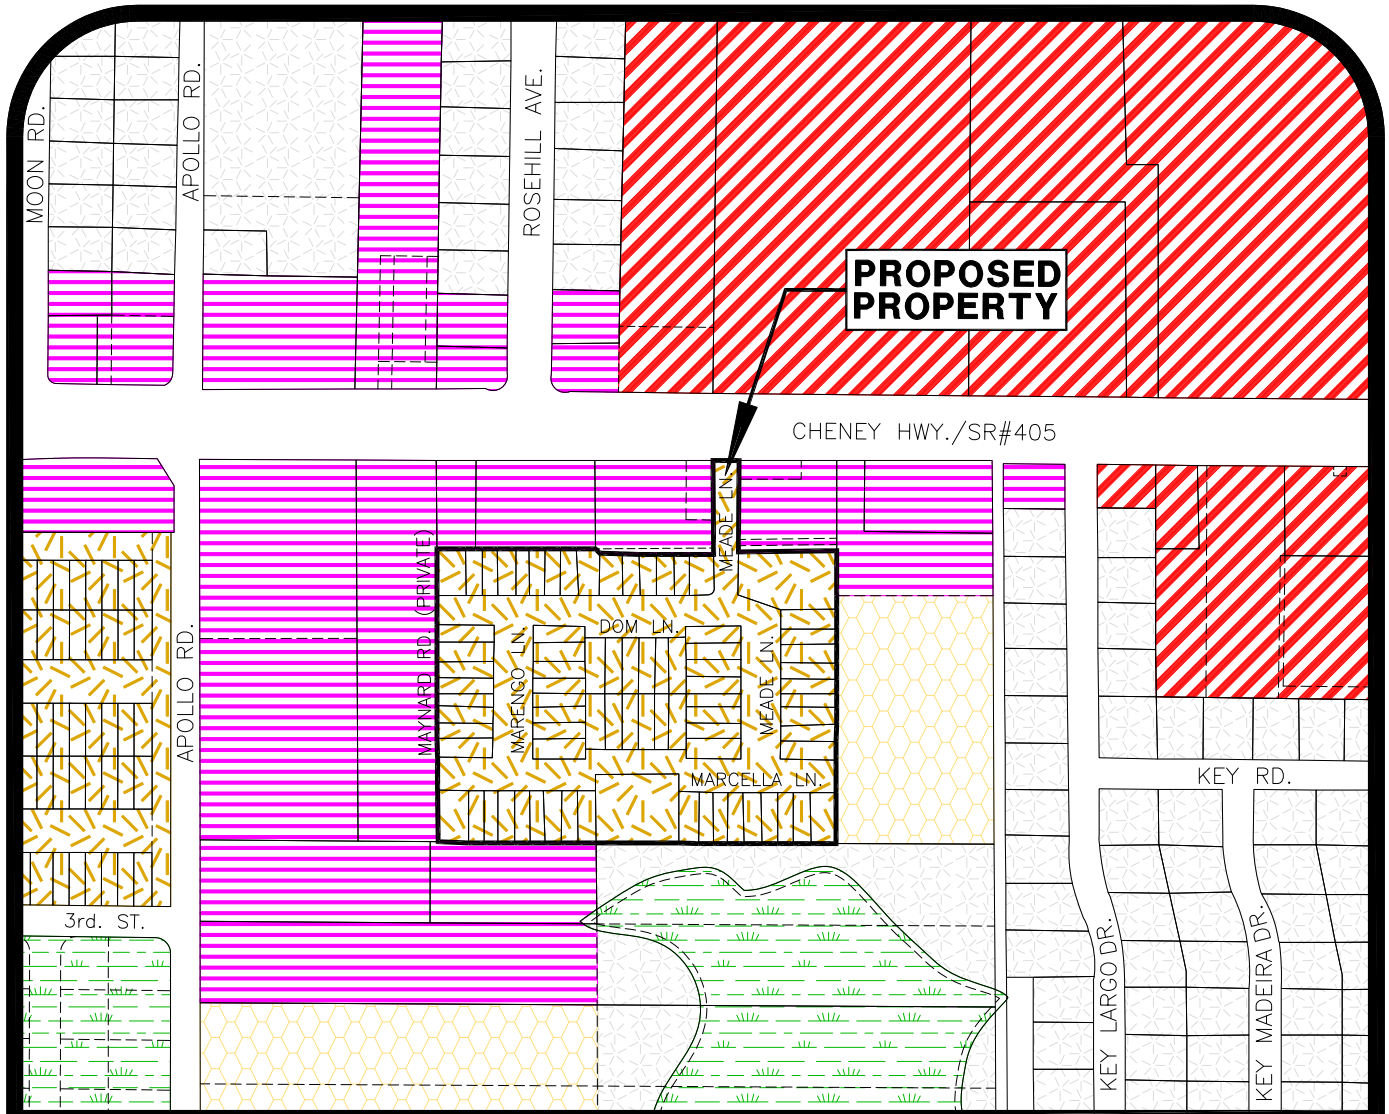 MOON RD.
APOLLO RD.
ROSEHILL AVE.
PROPOSED
PROPERTY
CHENEY HWY./SR#405
MEADE LN.
MAYNARD RD. (PRIVATE)
DOM LN.
MARENGO LN.
MEADE LN.
APOLLO RD.
MARCELLA LN.
KEY RD.
3rd. ST.
KEY LARGO DR.
KEY MADEIRA DR.